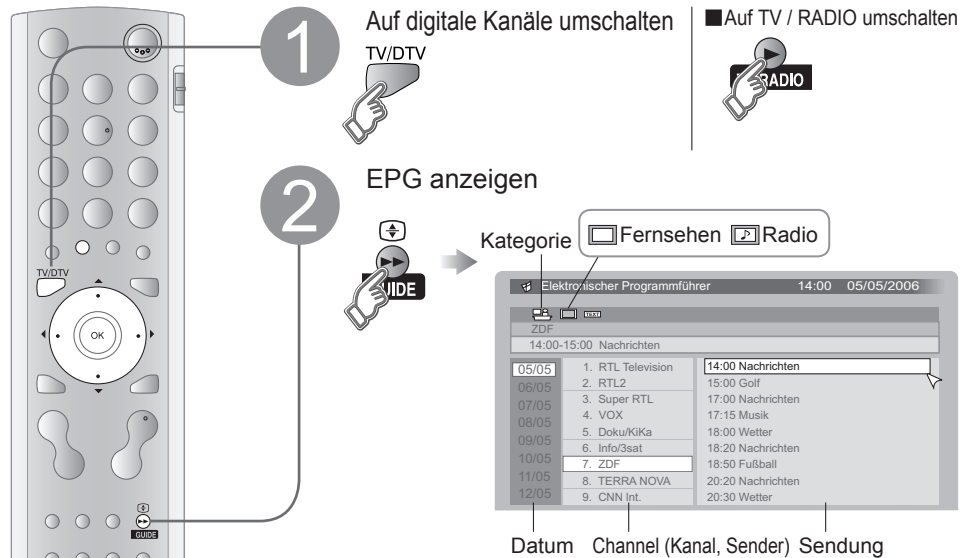 1
Auf digitale Kanäle umschalten
TV/DTV
■Auf TV / RADIO umschalten
RADIO
2
EPG anzeigen
GUIDE
Kategorie
Fernsehen Radio
Elektronischer Programmführer 14:00 05/05/2006
TEXT
ZDF
14:00-15:00 Nachrichten
05/05 1. RTL Television 14:00 Nachrichten
06/05 2. RTL2 15:00 Golf
07/05 3. Super RTL 17:00 Nachrichten
08/05 4. VOX 17:15 Musik
09/05 5. Doku/KiKa 18:00 Wetter
10/05 6. Info/3sat 18:20 Nachrichten
11/05 7. ZDF 18:50 Fußball
12/05 8. TERRA NOVA 20:20 Nachrichten
9. CNN Int. 20:30 Wetter
Datum Channel (Kanal, Sender) Sendung
TV/DTV
OK
GUIDE